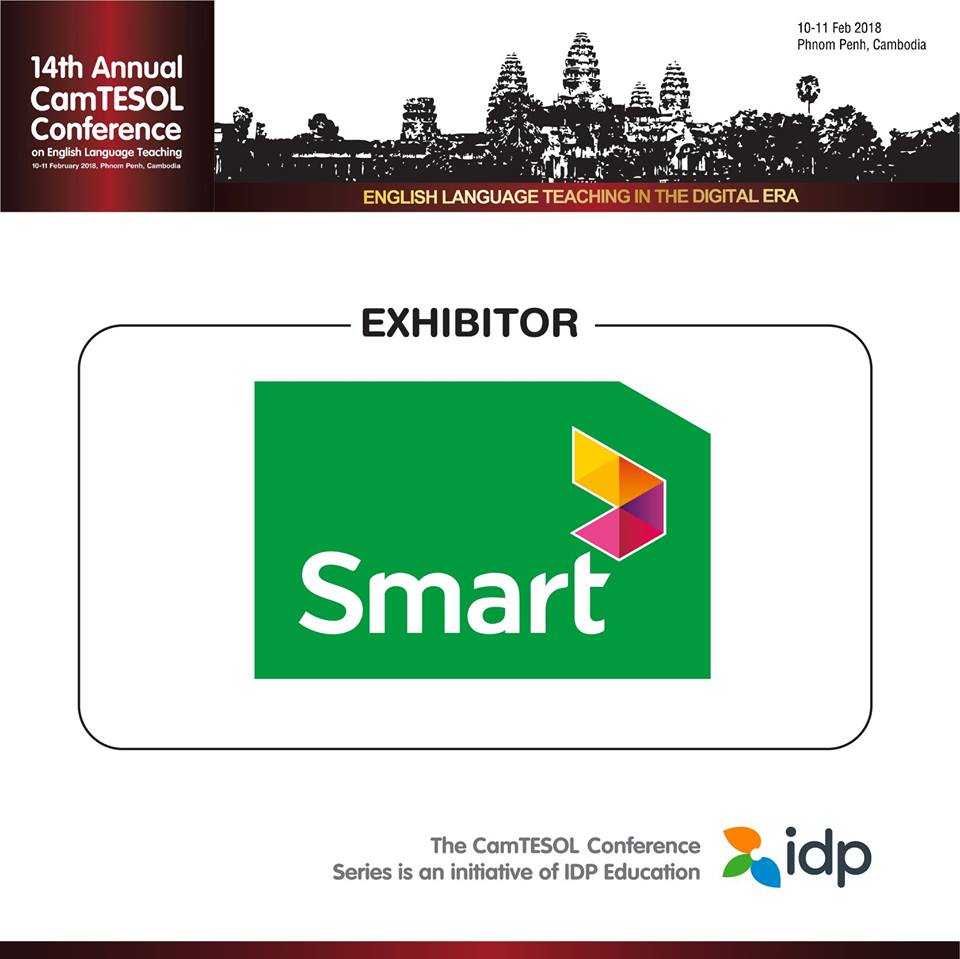 14th Annual
CamTESOL
Conference
on English Language Teaching
10-11 February 2018, Phnom Penh, Cambodia
10-11 Feb 2018
Phnom Penh, Cambodia
ENGLISH LANGUAGE TEACHING IN THE DIGITAL ERA
EXHIBITOR
Smart
The CamTESOL Conference
Series is an initiative of IDP Education
idp